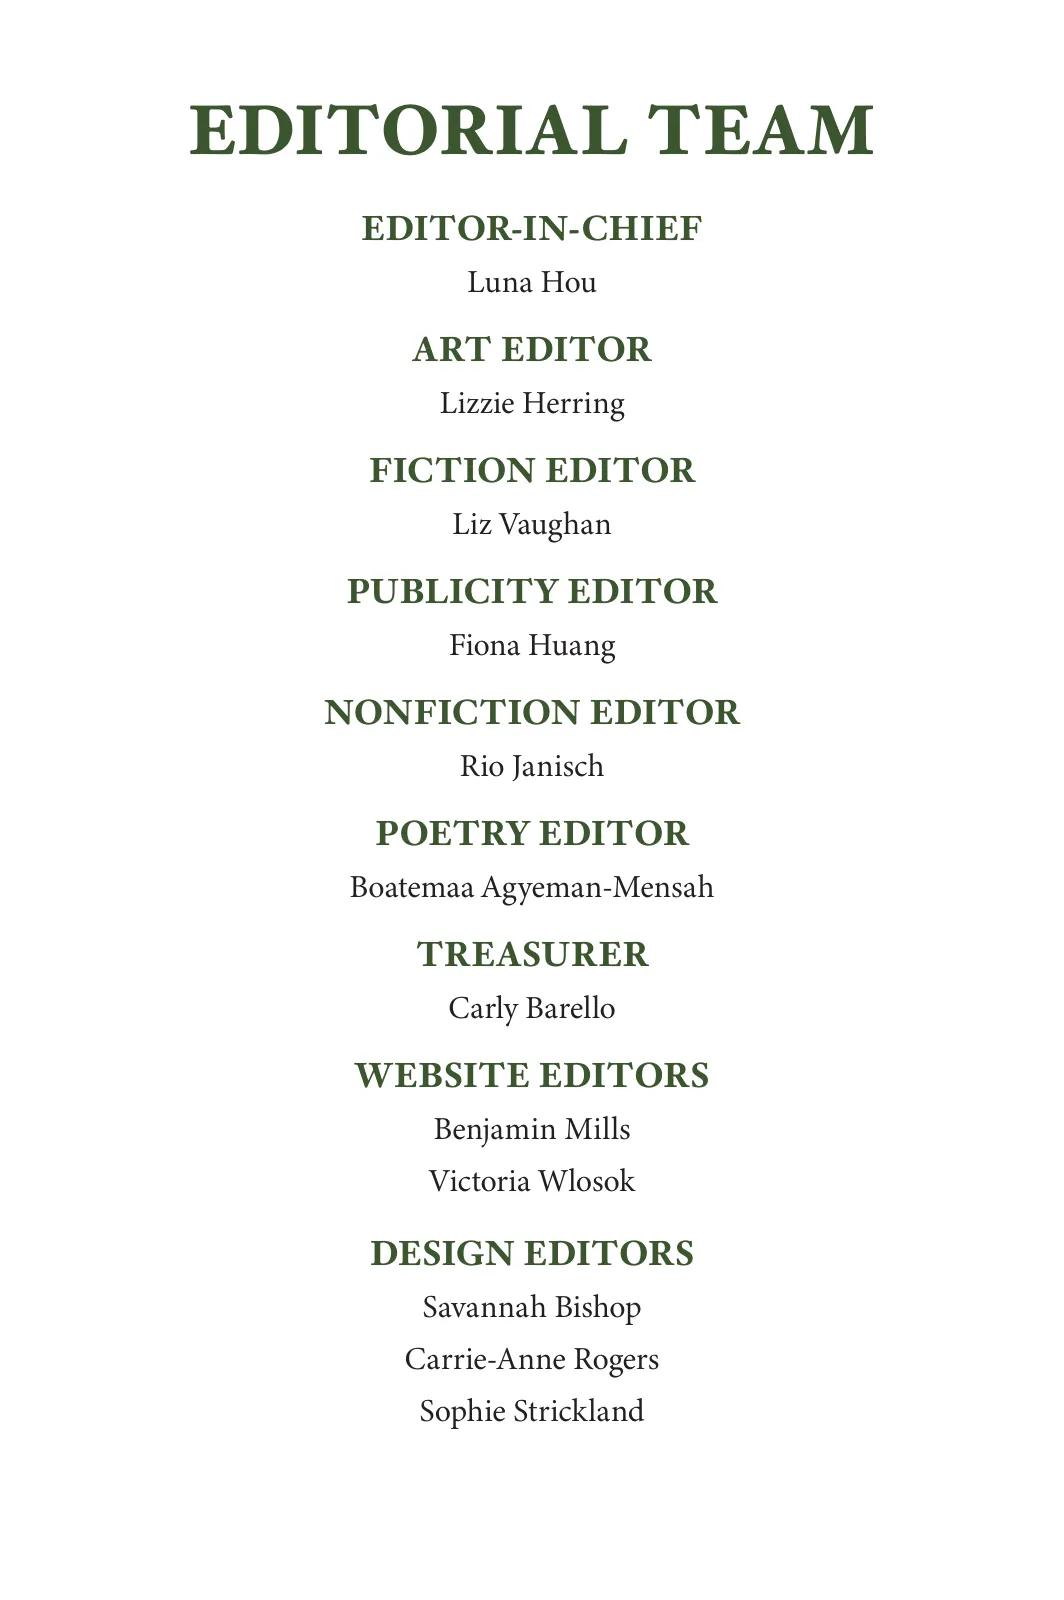 EDITORIAL TEAM
EDITOR-IN-CHIEF
Luna Hou
ART EDITOR
Lizzie Herring
FICTION EDITOR
Liz Vaughan
PUBLICITY EDITOR
Fiona Huang
NONFICTION EDITOR
Rio Janisch
POETRY EDITOR
Boatemaa Agyeman-Mensah
TREASURER
Carly Barello
WEBSITE EDITORS
Benjamin Mills
Victoria Wlosok
DESIGN EDITORS
Savannah Bishop
Carrie-Anne Rogers
Sophie Strickland